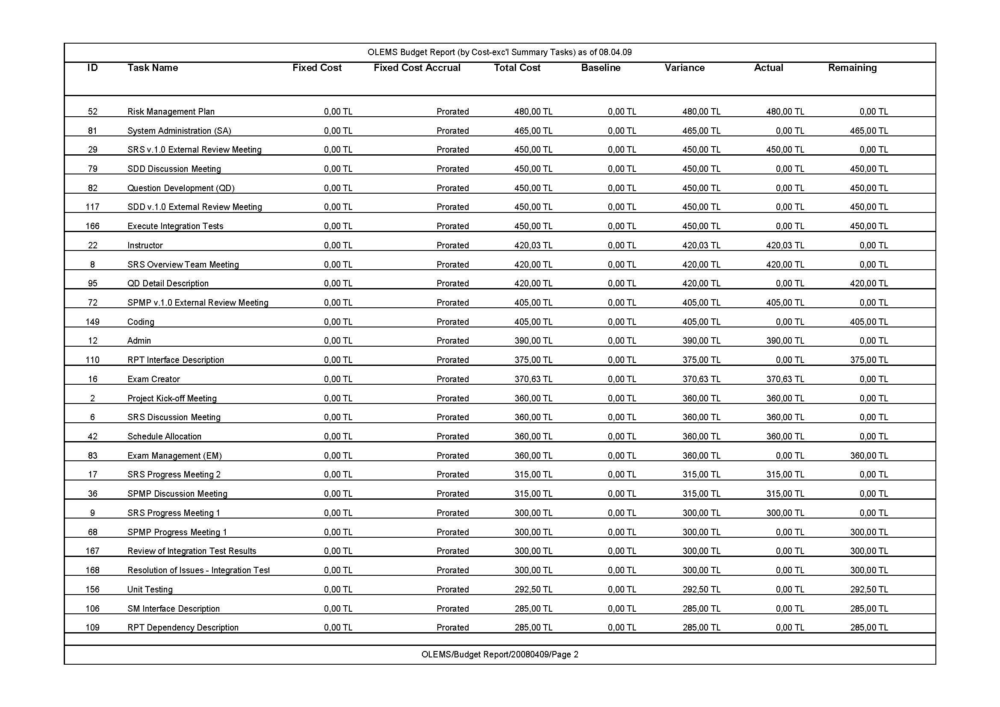 OLEMS Budget Report (by Cost-exc'l Summary Tasks) as of 08.04.09
ID Task Name Fixed Cost Fixed Cost Accrual Total Cost Baseline Variance Actual Remaining
52 Risk Management Plan 0,00 TL Prorated 480,00 TL 0,00 TL 480,00 TL 480,00 TL 0,00 TL
81 System Administration (SA) 0,00 TL Prorated 465,00 TL 0,00 TL 465,00 TL 0,00 TL 465,00 TL
29 SRS v.1.0 External Review Meeting 0,00 TL Prorated 450,00 TL 0,00 TL 450,00 TL 450,00 TL 0,00 TL
79 SDD Discussion Meeting 0,00 TL Prorated 450,00 TL 0,00 TL 450,00 TL 0,00 TL 450,00 TL
82 Question Development (QD) 0,00 TL Prorated 450,00 TL 0,00 TL 450,00 TL 0,00 TL 450,00 TL
117 SDD v.1.0 External Review Meeting 0,00 TL Prorated 450,00 TL 0,00 TL 450,00 TL 0,00 TL 450,00 TL
166 Execute Integration Tests 0,00 TL Prorated 450,00 TL 0,00 TL 450,00 TL 0,00 TL 450,00 TL
22 Instructor 0,00 TL Prorated 420,03 TL 0,00 TL 420,03 TL 420,03 TL 0,00 TL
8 SRS Overview Team Meeting 0,00 TL Prorated 420,00 TL 0,00 TL 420,00 TL 420,00 TL 0,00 TL
95 QD Detail Description 0,00 TL Prorated 420,00 TL 0,00 TL 420,00 TL 0,00 TL 420,00 TL
72 SPMP v.1.0 External Review Meeting 0,00 TL Prorated 405,00 TL 0,00 TL 405,00 TL 405,00 TL 0,00 TL
149 Coding 0,00 TL Prorated 405,00 TL 0,00 TL 405,00 TL 0,00 TL 405,00 TL
12 Admin 0,00 TL Prorated 390,00 TL 0,00 TL 390,00 TL 390,00 TL 0,00 TL
110 RPT Interface Description 0,00 TL Prorated 375,00 TL 0,00 TL 375,00 TL 0,00 TL 375,00 TL
16 Exam Creator 0,00 TL Prorated 370,63 TL 0,00 TL 370,63 TL 370,63 TL 0,00 TL
2 Project Kick-off Meeting 0,00 TL Prorated 360,00 TL 0,00 TL 360,00 TL 360,00 TL 0,00 TL
6 SRS Discussion Meeting 0,00 TL Prorated 360,00 TL 0,00 TL 360,00 TL 360,00 TL 0,00 TL
42 Schedule Allocation 0,00 TL Prorated 360,00 TL 0,00 TL 360,00 TL 360,00 TL 0,00 TL
83 Exam Management (EM) 0,00 TL Prorated 360,00 TL 0,00 TL 360,00 TL 0,00 TL 360,00 TL
17 SRS Progress Meeting 2 0,00 TL Prorated 315,00 TL 0,00 TL 315,00 TL 315,00 TL 0,00 TL
36 SPMP Discussion Meeting 0,00 TL Prorated 315,00 TL 0,00 TL 315,00 TL 315,00 TL 0,00 TL
9 SRS Progress Meeting 1 0,00 TL Prorated 300,00 TL 0,00 TL 300,00 TL 300,00 TL 0,00 TL
68 SPMP Progress Meeting 1 0,00 TL Prorated 300,00 TL 0,00 TL 300,00 TL 0,00 TL 300,00 TL
167 Review of Integration Test Results 0,00 TL Prorated 300,00 TL 0,00 TL 300,00 TL 0,00 TL 300,00 TL
168 Resolution of Issues - Integration Test 0,00 TL Prorated 300,00 TL 0,00 TL 300,00 TL 0,00 TL 300,00 TL
156 Unit Testing 0,00 TL Prorated 292,50 TL 0,00 TL 292,50 TL 0,00 TL 292,50 TL
106 SM Interface Description 0,00 TL Prorated 285,00 TL 0,00 TL 285,00 TL 0,00 TL 285,00 TL
109 RPT Dependency Description 0,00 TL Prorated 285,00 TL 0,00 TL 285,00 TL 0,00 TL 285,00 TL
OLEMS/Budget Report/20080409/Page 2